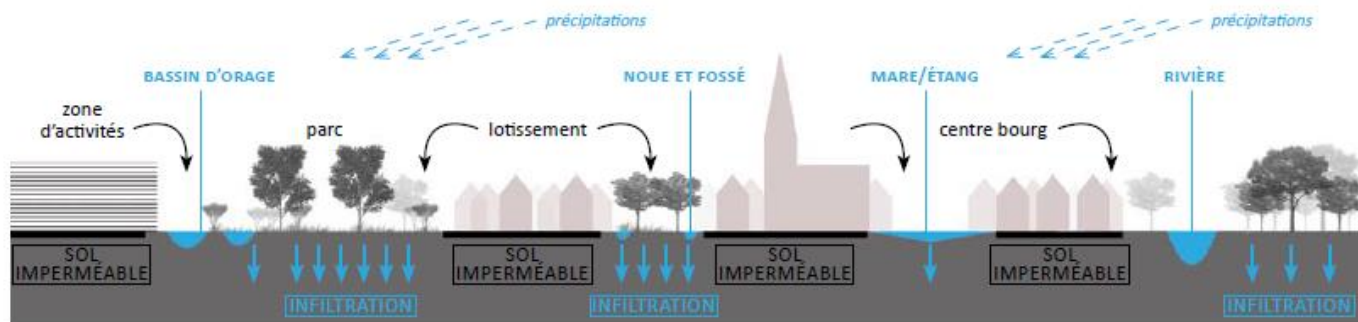 précipitations
précipitations
BASSIN D'ORAGE
NOUE ET FOSSÉ
MARE/ÉTANG
RIVIÈRE
zone
d'activités
parc
lotissement
centre bourg
SOL
IMPERMÉABLE
SOL
IMPERMÉABLE
SOL
IMPERMÉABLE
SOL
IMPERMÉABLE
INFILTRATION
INFILTRATION
INFILTRATION